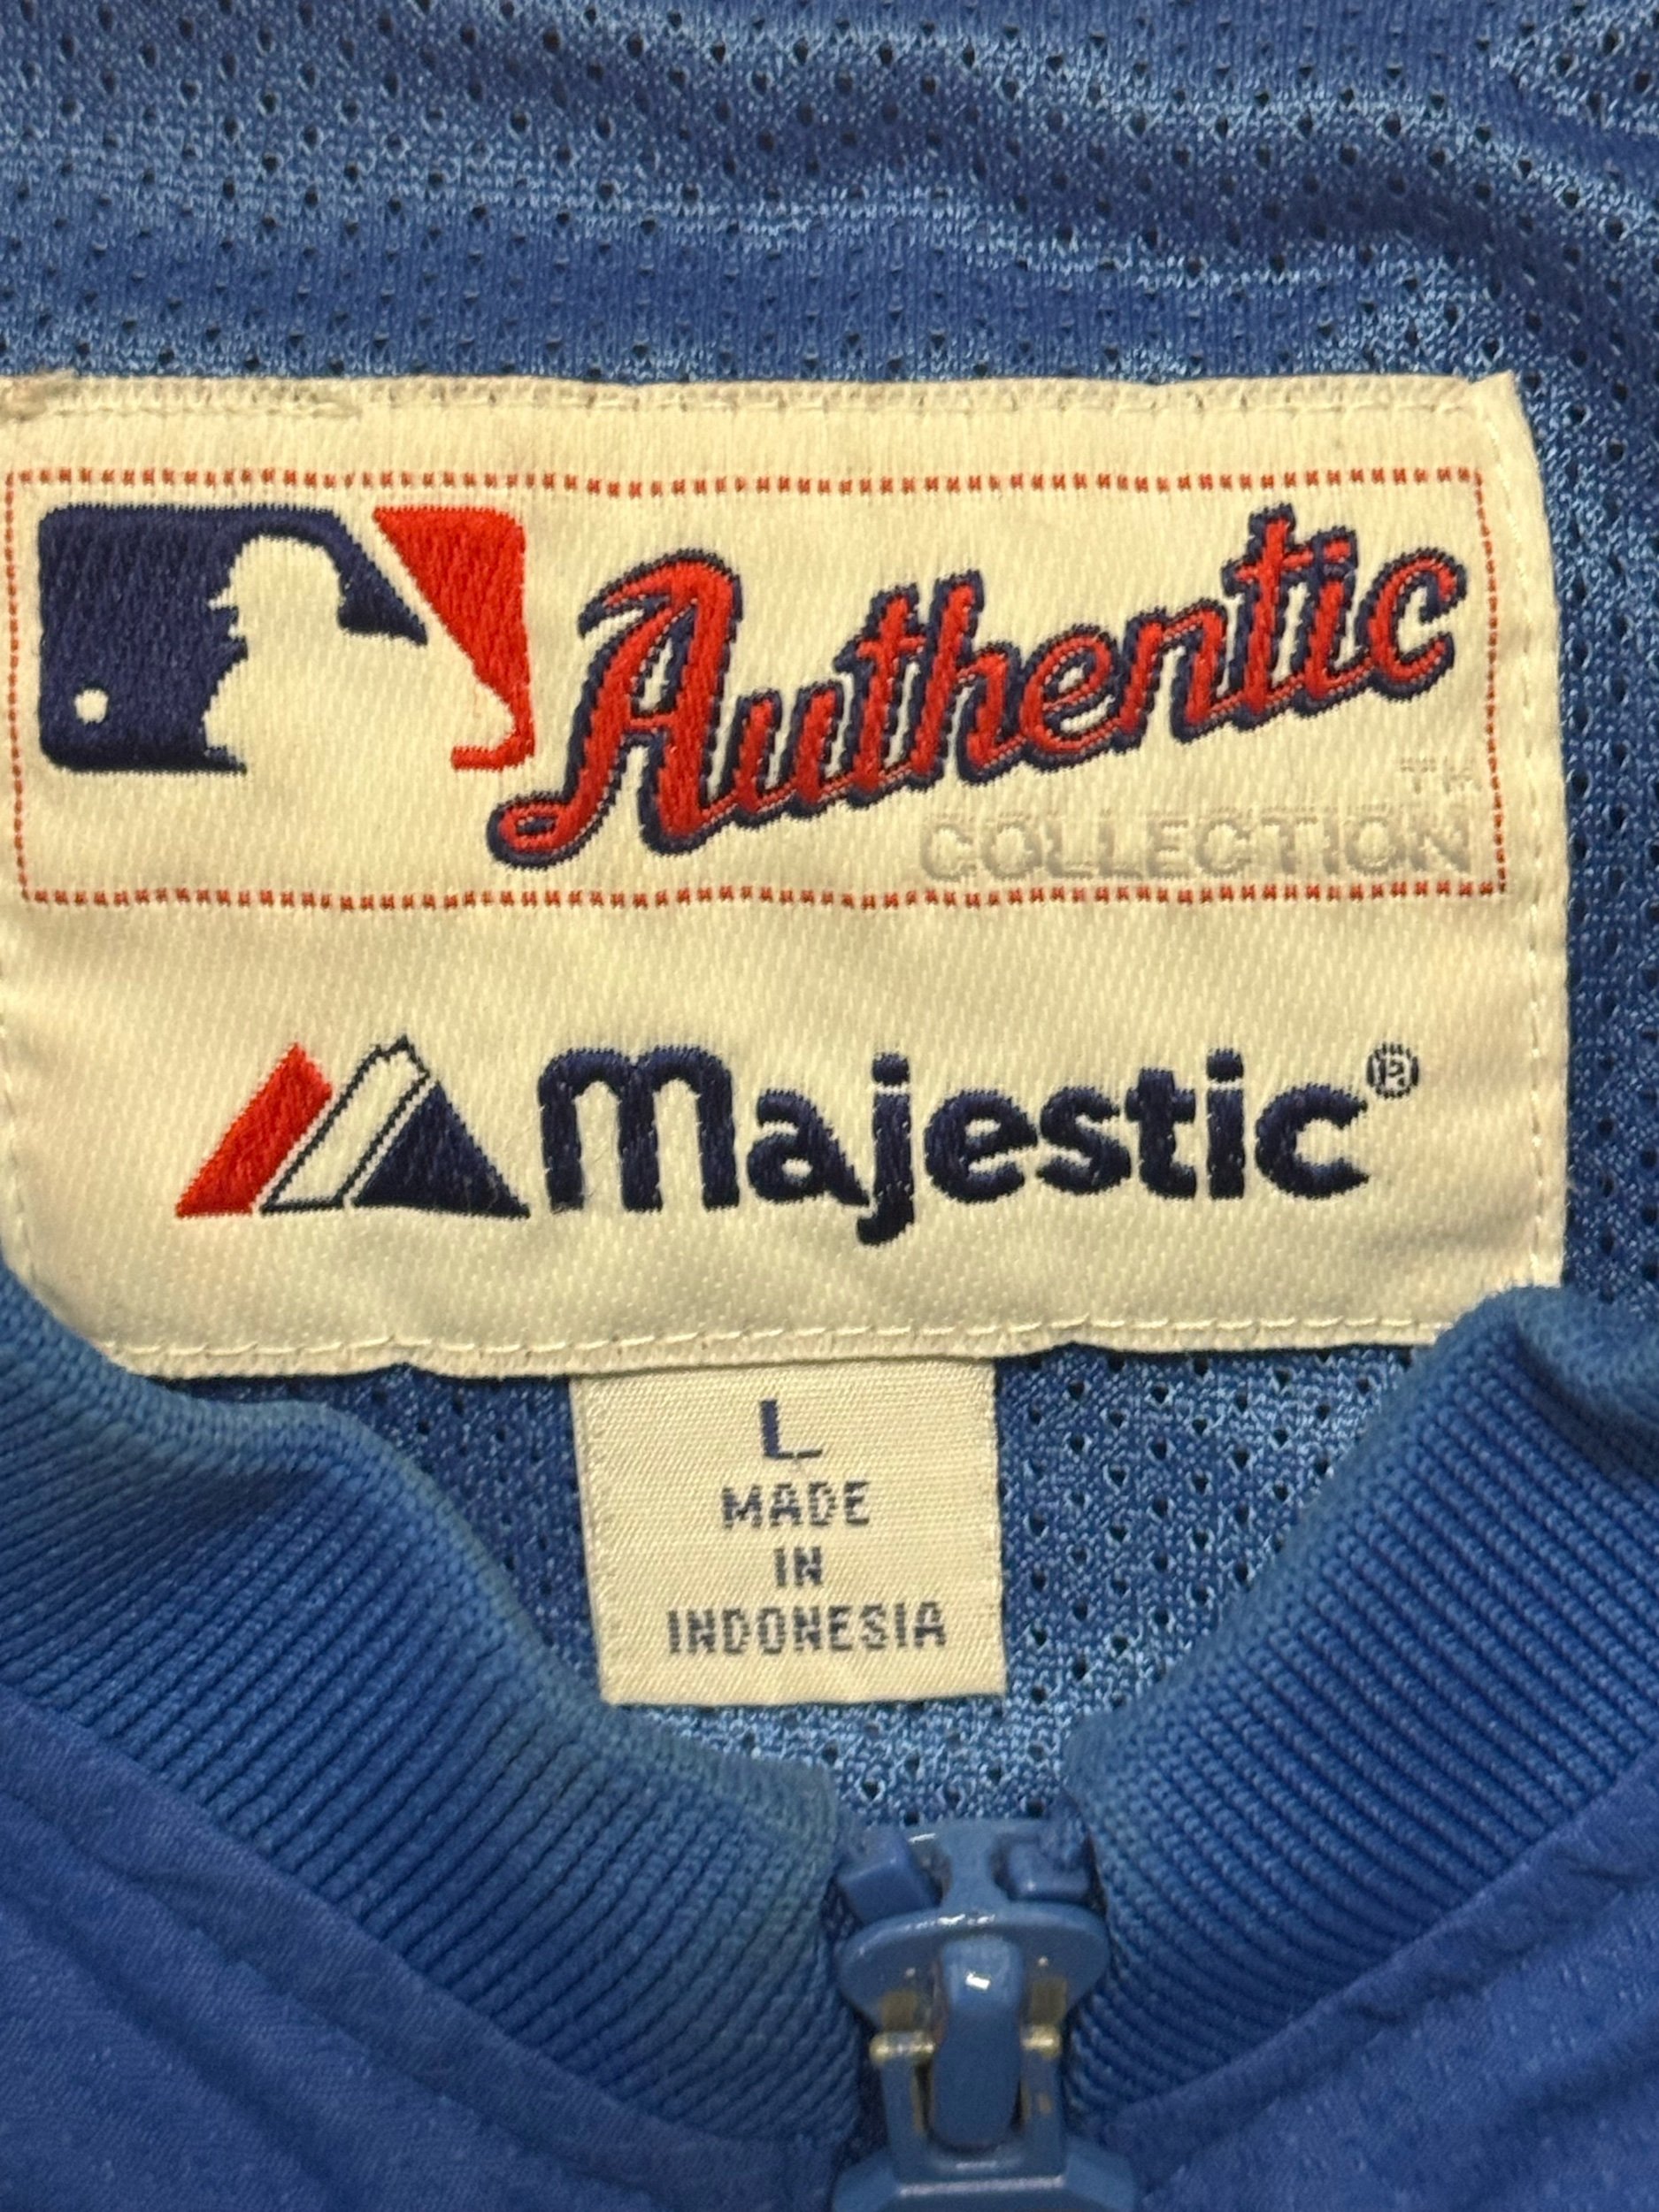 Authentic
TM
COLLECTION
Majestic®
L
MADE
IN
INDONESIA